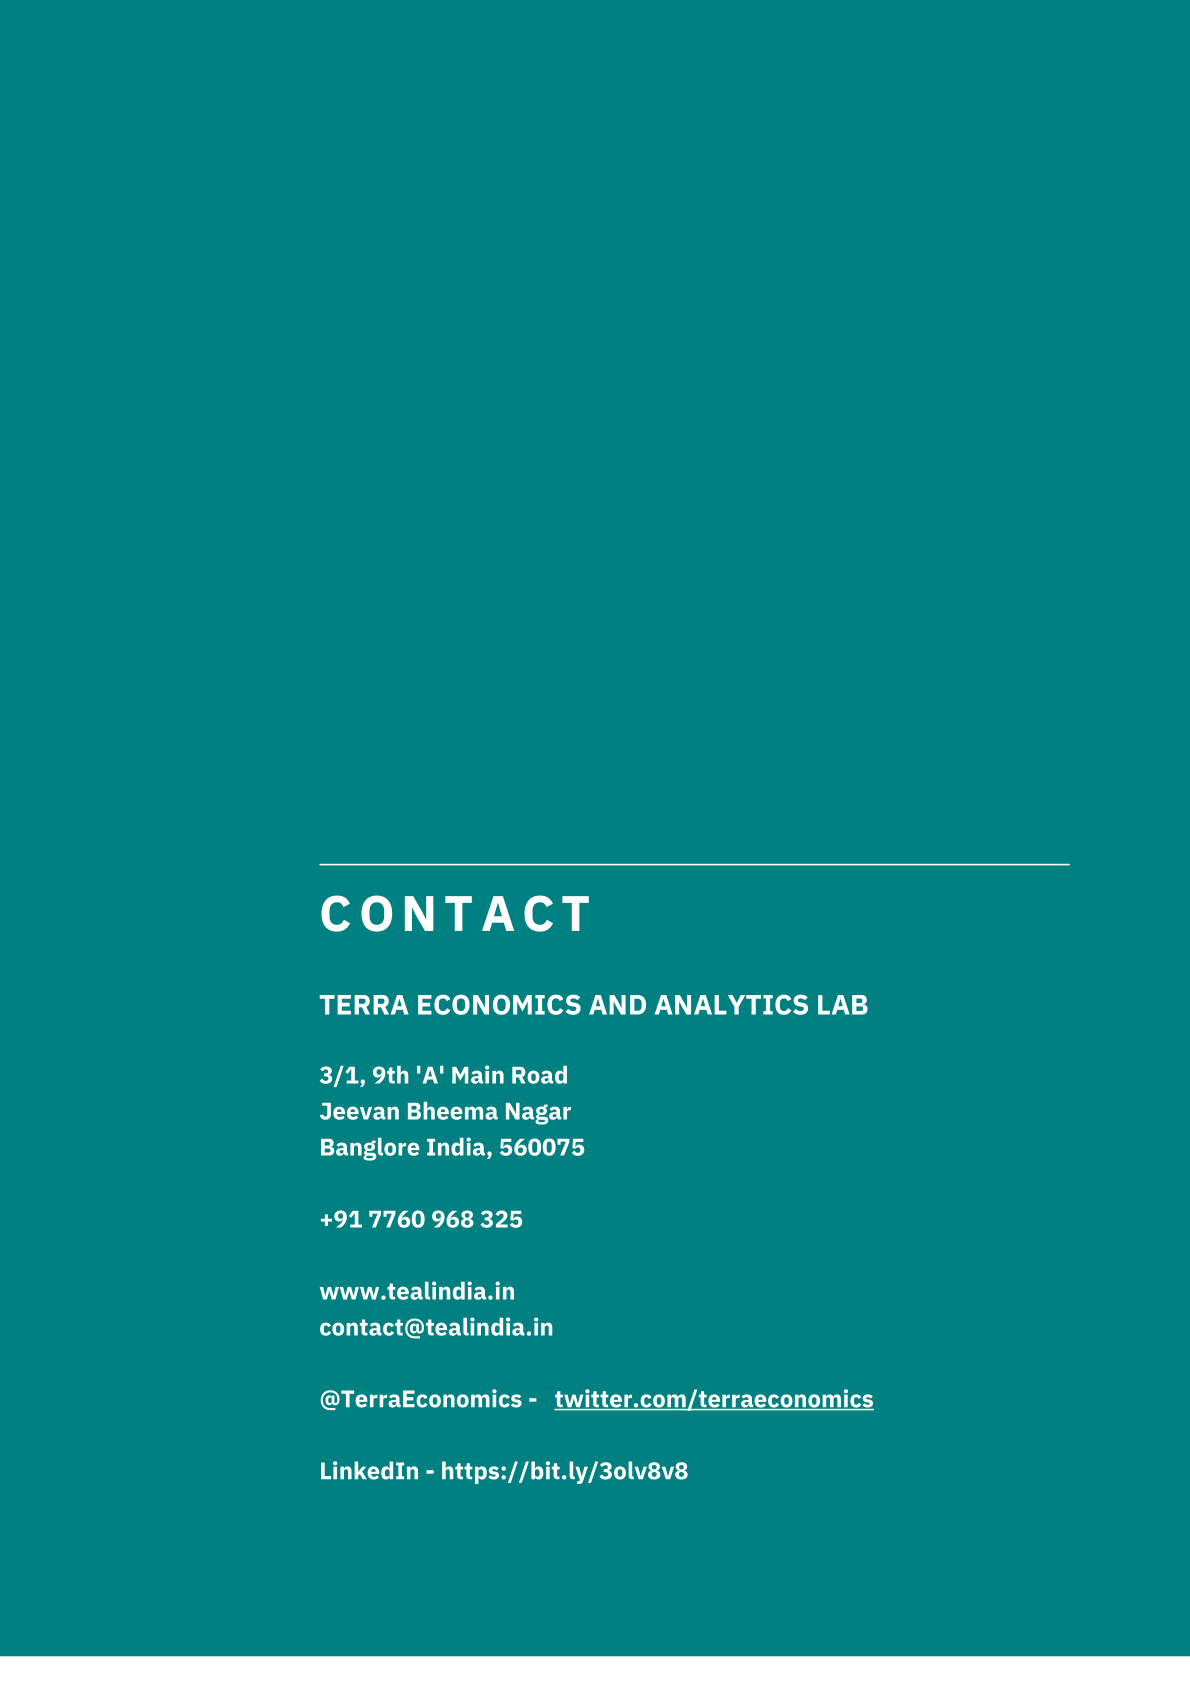 CONTACT
TERRA ECONOMICS AND ANALYTICS LAB
3/1, 9th 'A' Main Road
Jeevan Bheema Nagar
Banglore India, 560075
+91 7760 968 325
www.tealindia.in
contact@tealindia.in
@TerraEconomics - twitter.com/terraeconomics
LinkedIn - https://bit.ly/3olv8v8